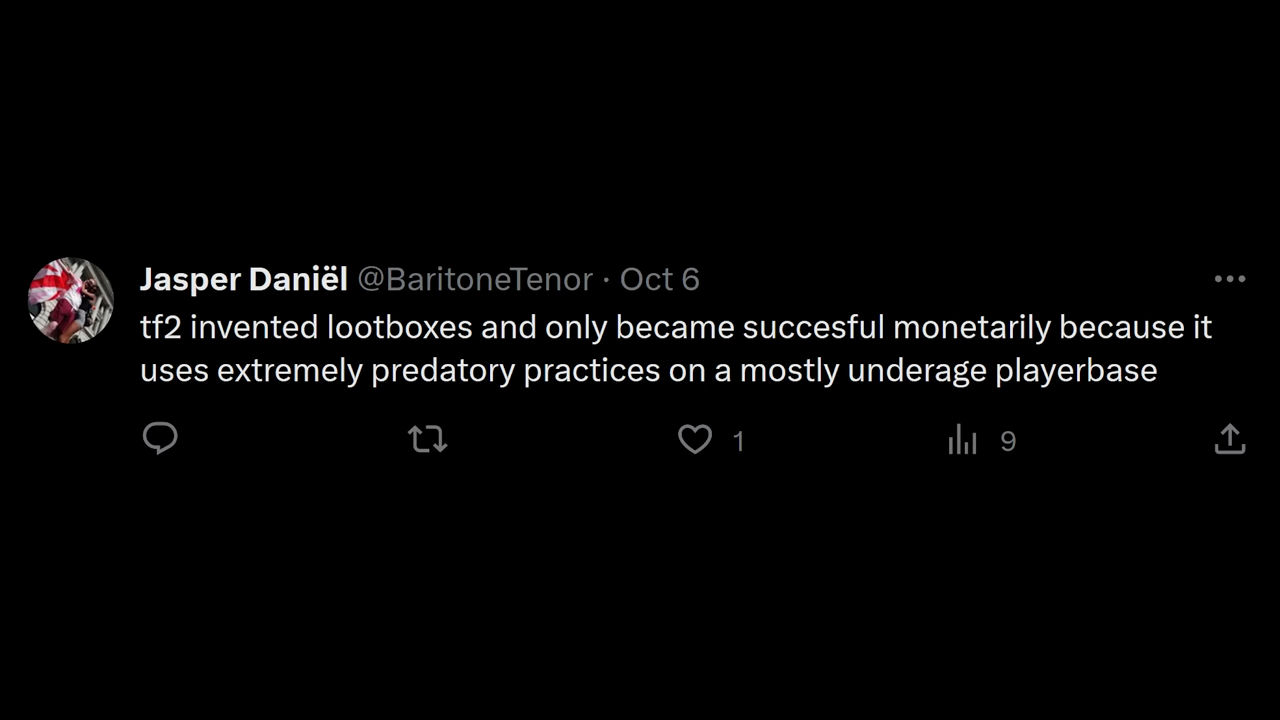 Jasper Daniël @BaritoneTenor · Oct 6
tf2 invented lootboxes and only became succesful monetarily because it
uses extremely predatory practices on a mostly underage playerbase
1 9